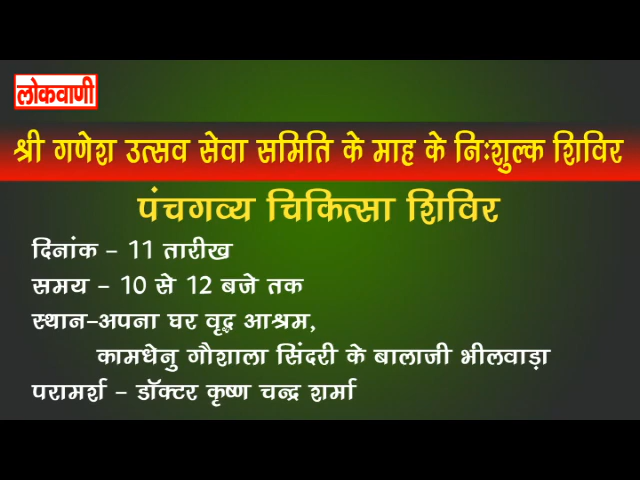 लोकवाणी
श्री गणेश उत्सव सेवा समिति के माह के निःशुल्क शिविर
पंचगव्य चिकित्सा शिविर
दिनांक - 11 तारीख
समय - 10 से 12 बजे तक
स्थान-अपना घर वृद्ध आश्रम,
कामधेनु गौशाला सिंदरी के बालाजी भीलवाड़ा
परामर्श - डॉक्टर कृष्ण चन्द्र शर्मा